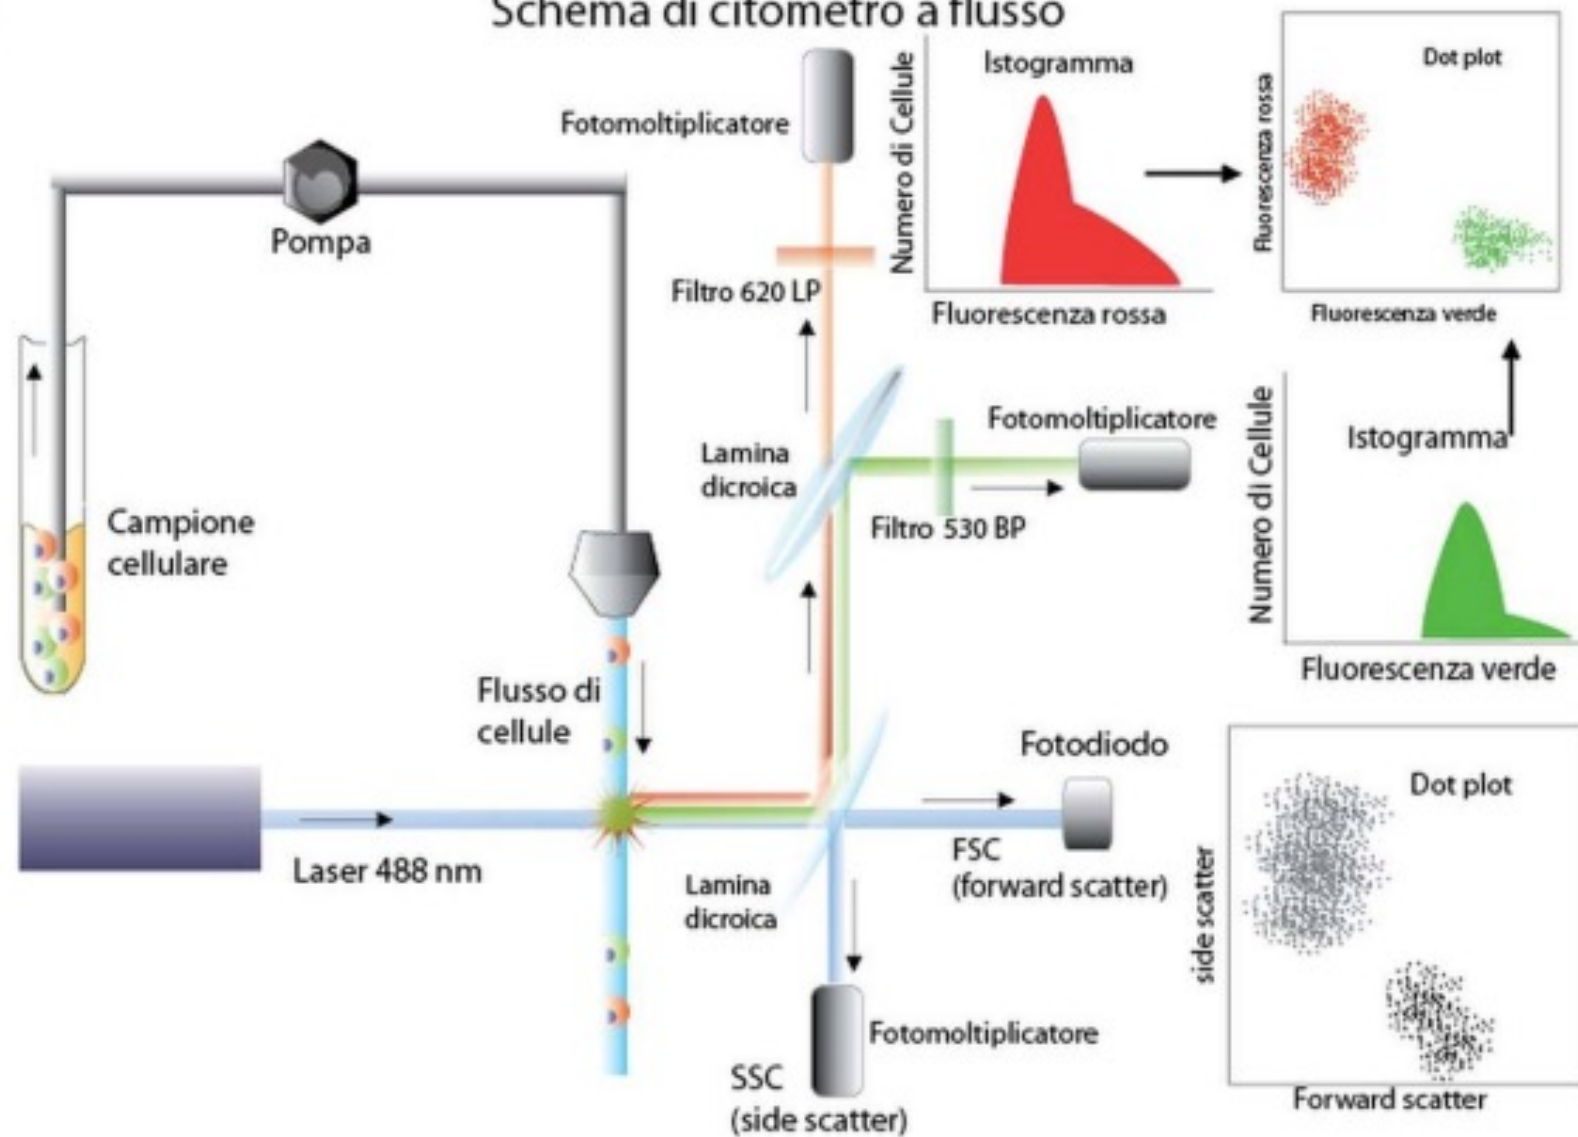 Schema di citometro a flusso
Fotomoltiplicatore
Pompa
Filtro 620 LP
Numero di Cellule
Istogramma
Fluorescenza rossa
Dot plot
Fluorescenza rossa
Fluorescenza verde
Campione
cellulare
Lamina
dicroica
Fotomoltiplicatore
Filtro 530 BP
Numero di Cellule
Istogramma
Fluorescenza verde
Flusso di
cellule
Laser 488 nm
Lamina
dicroica
Fotodiodo
FSC
(forward scatter)
Fotomoltiplicatore
SSC
(side scatter)
Dot plot
side scatter
Forward scatter